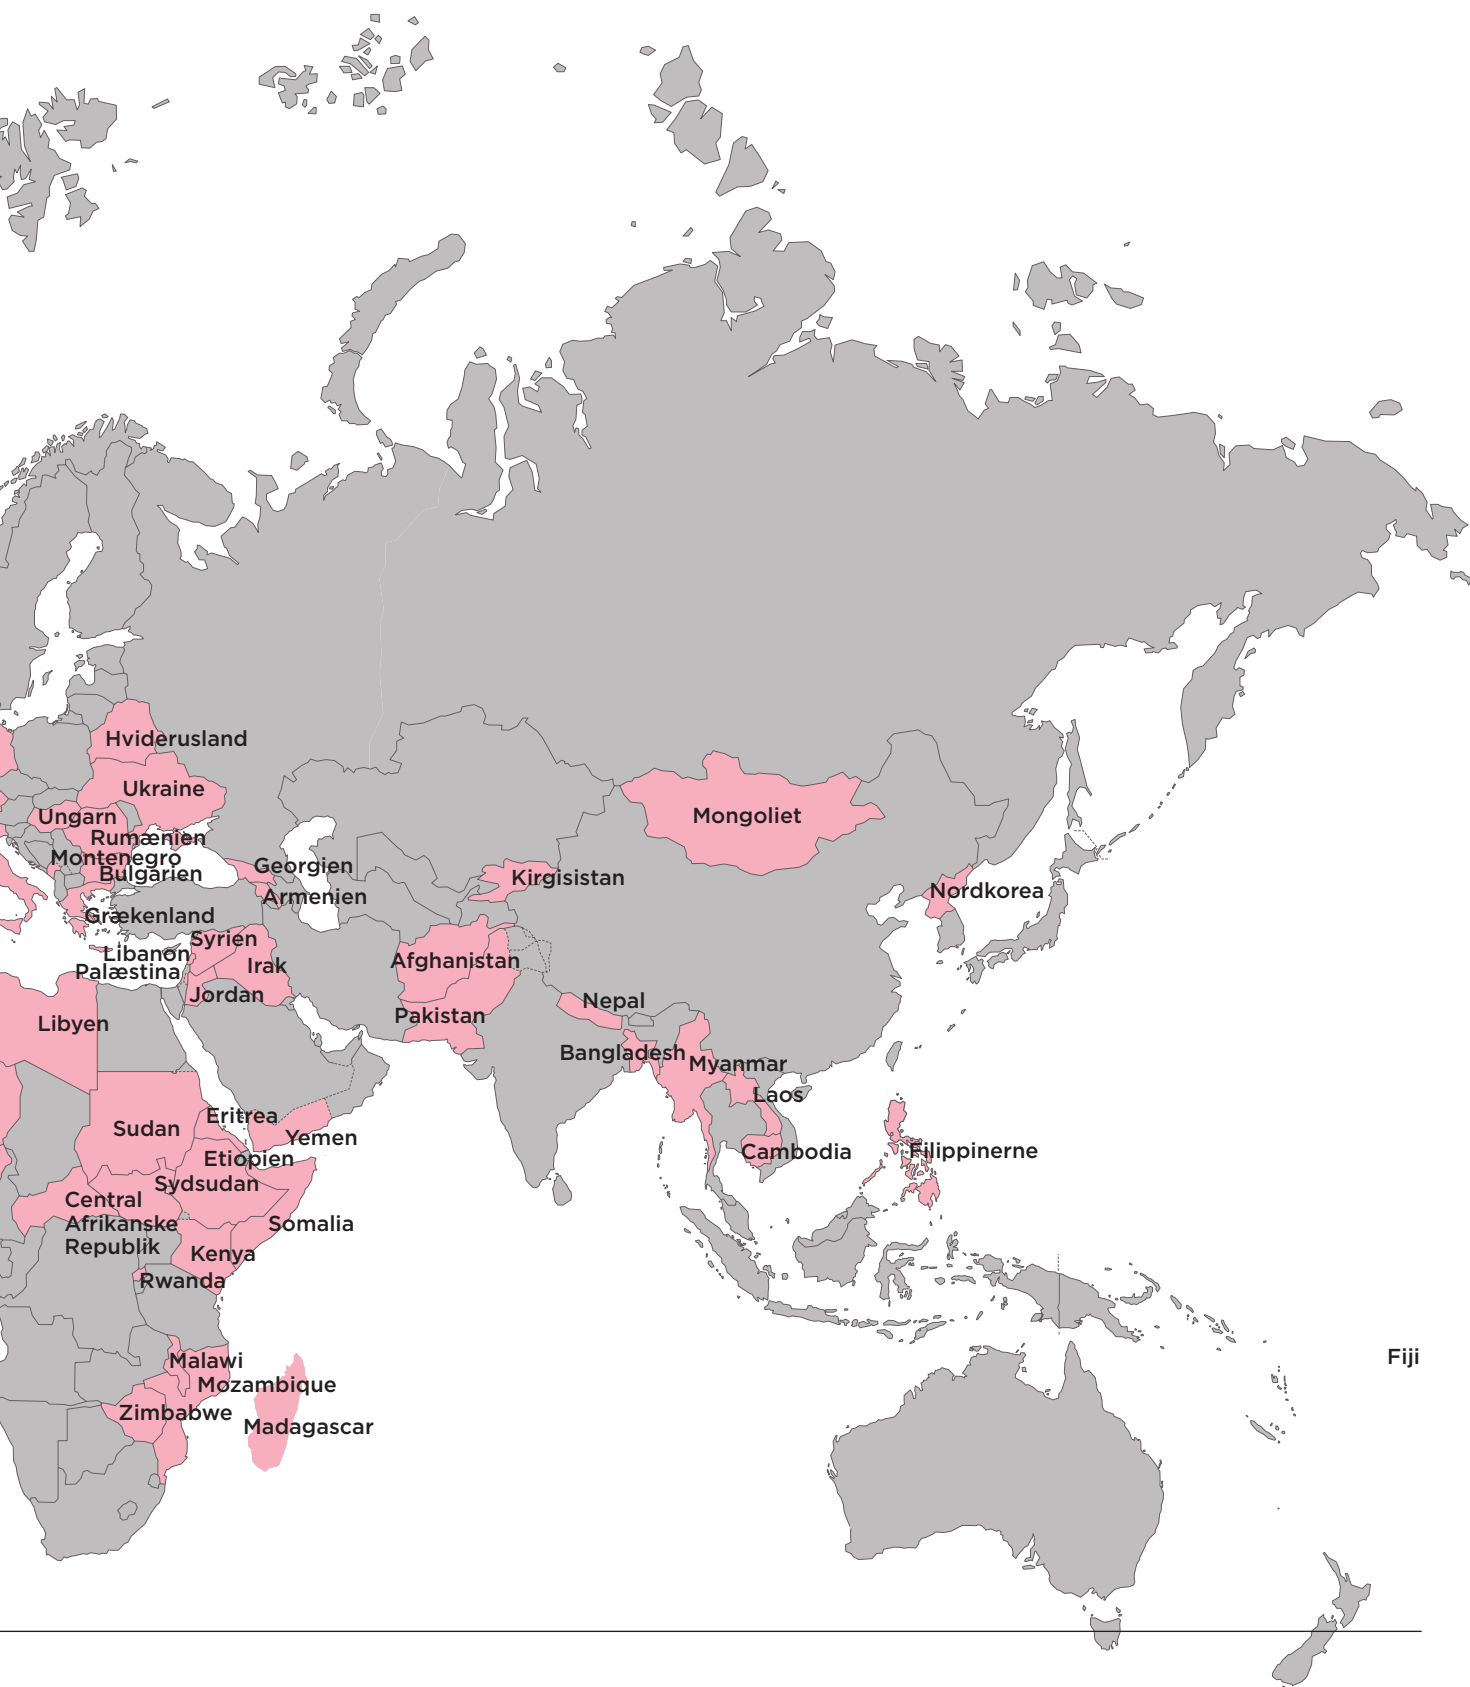 Hviderusland
Ukraine
Ungarn
Mongoliet
Rumænien
Montenegro
Georgien
Bulgarien
Kirgisistan
Nordkorea
Armenien
Grækenland
Syrien
Libanon
Afghanistan
Irak
Palæstina
Jordan
Nepal
Pakistan
Libyen
Bangladesh
Myanmar
Laos
Eritrea
Sudan
Yemen
Filippinerne
Cambodia
Etiopien
Sydsudan
Central
Afrikanske
Republik
Somalia
Kenya
Rwanda
Fiji
Malawi
Mozambique
Zimbabwe
Madagascar